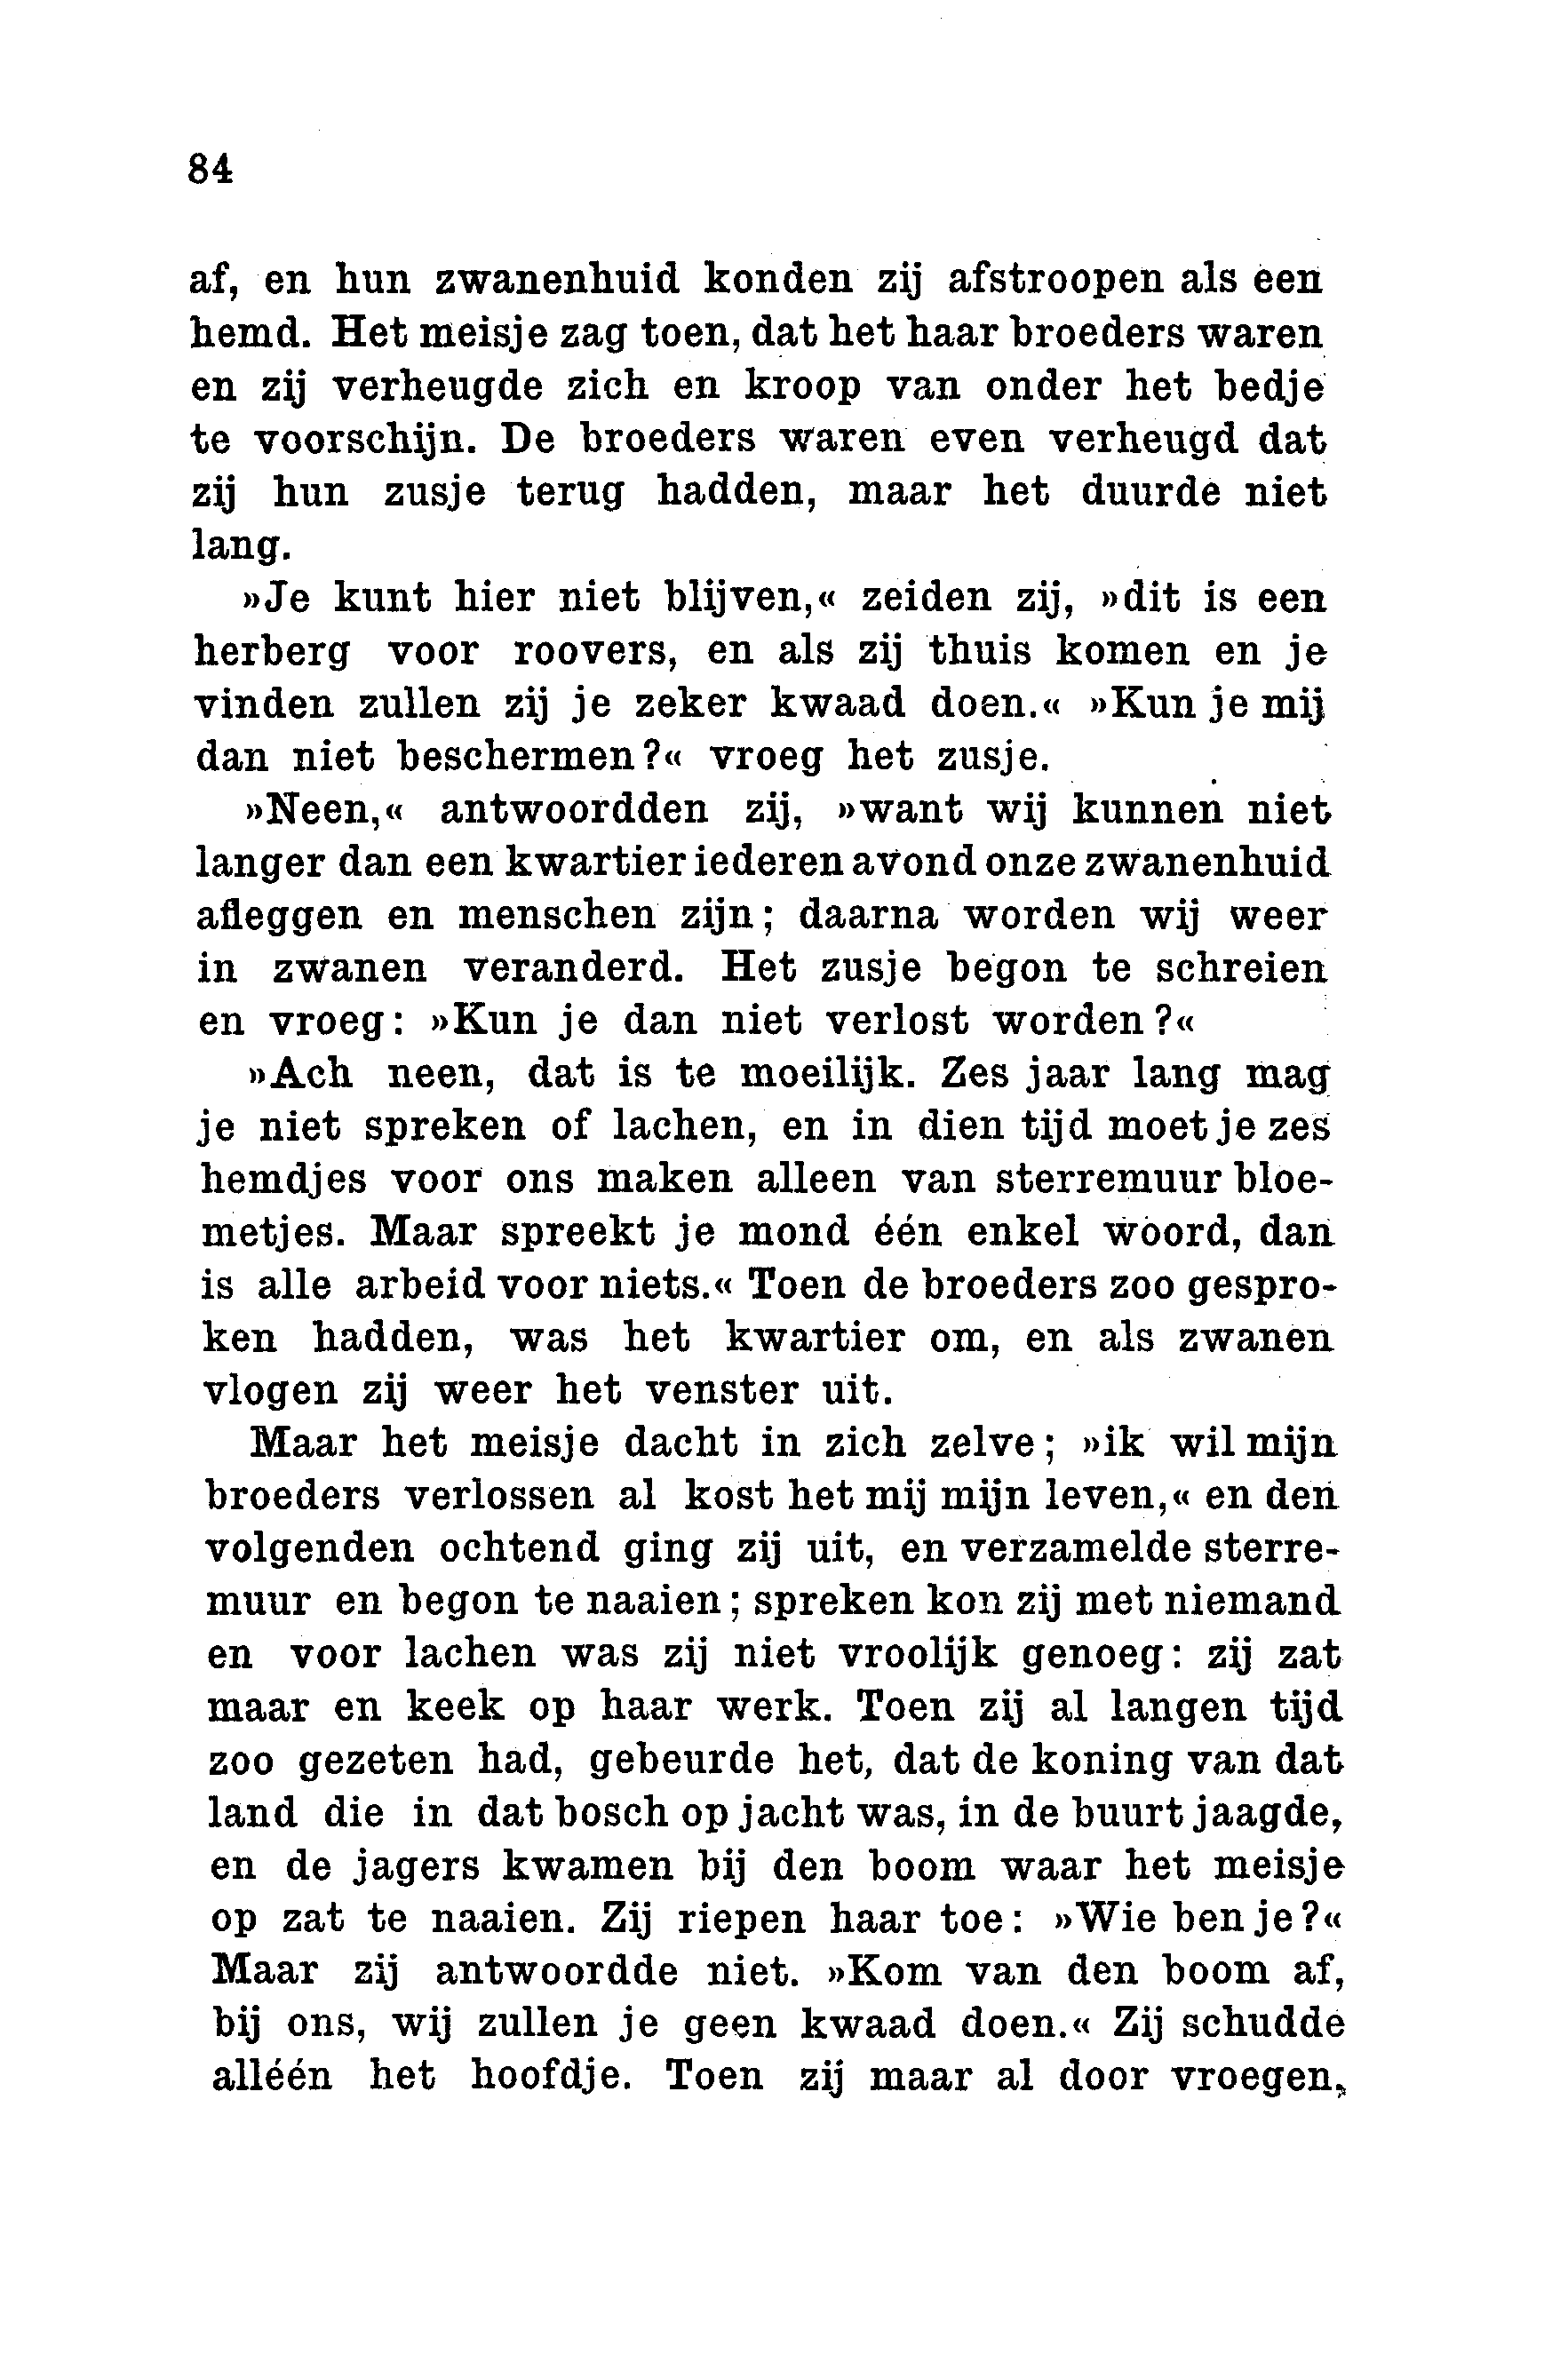 84
af, en hun zwanenhuid konden zij afstroopen als een
hemd. Het meisje zag toen, dat het haar broeders waren
en zij verheugde zich en kroop van onder het bedje
te voorschijn. De broeders waren even verheugd dat
zij hun zusje terug hadden, maar het duurde niet
lang.
»Je kunt hier niet blijven,« zeiden zij, »dit is een
herberg voor roovers, en als zij thuis komen en je
vinden zullen zij je zeker kwaad doen.« »Kun je mij
dan niet beschermen?« vroeg het zusje.
»Neen,« antwoordden zij, »want wij kunnen niet
langer dan een kwartier iederen avond onze zwanenhuid
afleggen en menschen zijn; daarna worden wij weer
in zwanen veranderd. Het zusje begon te schreien
en vroeg: »Kun je dan niet verlost worden?«
»Ach neen, dat is te moeilijk. Zes jaar lang mag
je niet spreken of lachen, en in dien tijd moet je zes
hemdjes voor ons maken alleen van sterremuur bloe-
metjes. Maar spreekt je mond één enkel woord, dan
is alle arbeid voor niets.« Toen de broeders zoo gespro-
ken hadden, was het kwartier om, en als zwanen
vlogen zij weer het venster uit.
Maar het meisje dacht in zich zelve; »ik wil mijn
broeders verlossen al kost het mij mijn leven,« en den
volgenden ochtend ging zij uit, en verzamelde sterre-
muur en begon te naaien; spreken kon zij met niemand
en voor lachen was zij niet vroolijk genoeg: zij zat
maar en keek op haar werk. Toen zij al langen tijd
zoo gezeten had, gebeurde het, dat de koning van dat
land die in dat bosch op jacht was, in de buurt jaagde,
en de jagers kwamen bij den boom waar het meisje
op zat te naaien. Zij riepen haar toe: »Wie ben je?«
Maar zij antwoordde niet. »Kom van den boom af,
bij ons, wij zullen je geen kwaad doen.« Zij schudde
alléén het hoofdje. Toen zij maar al door vroegen,